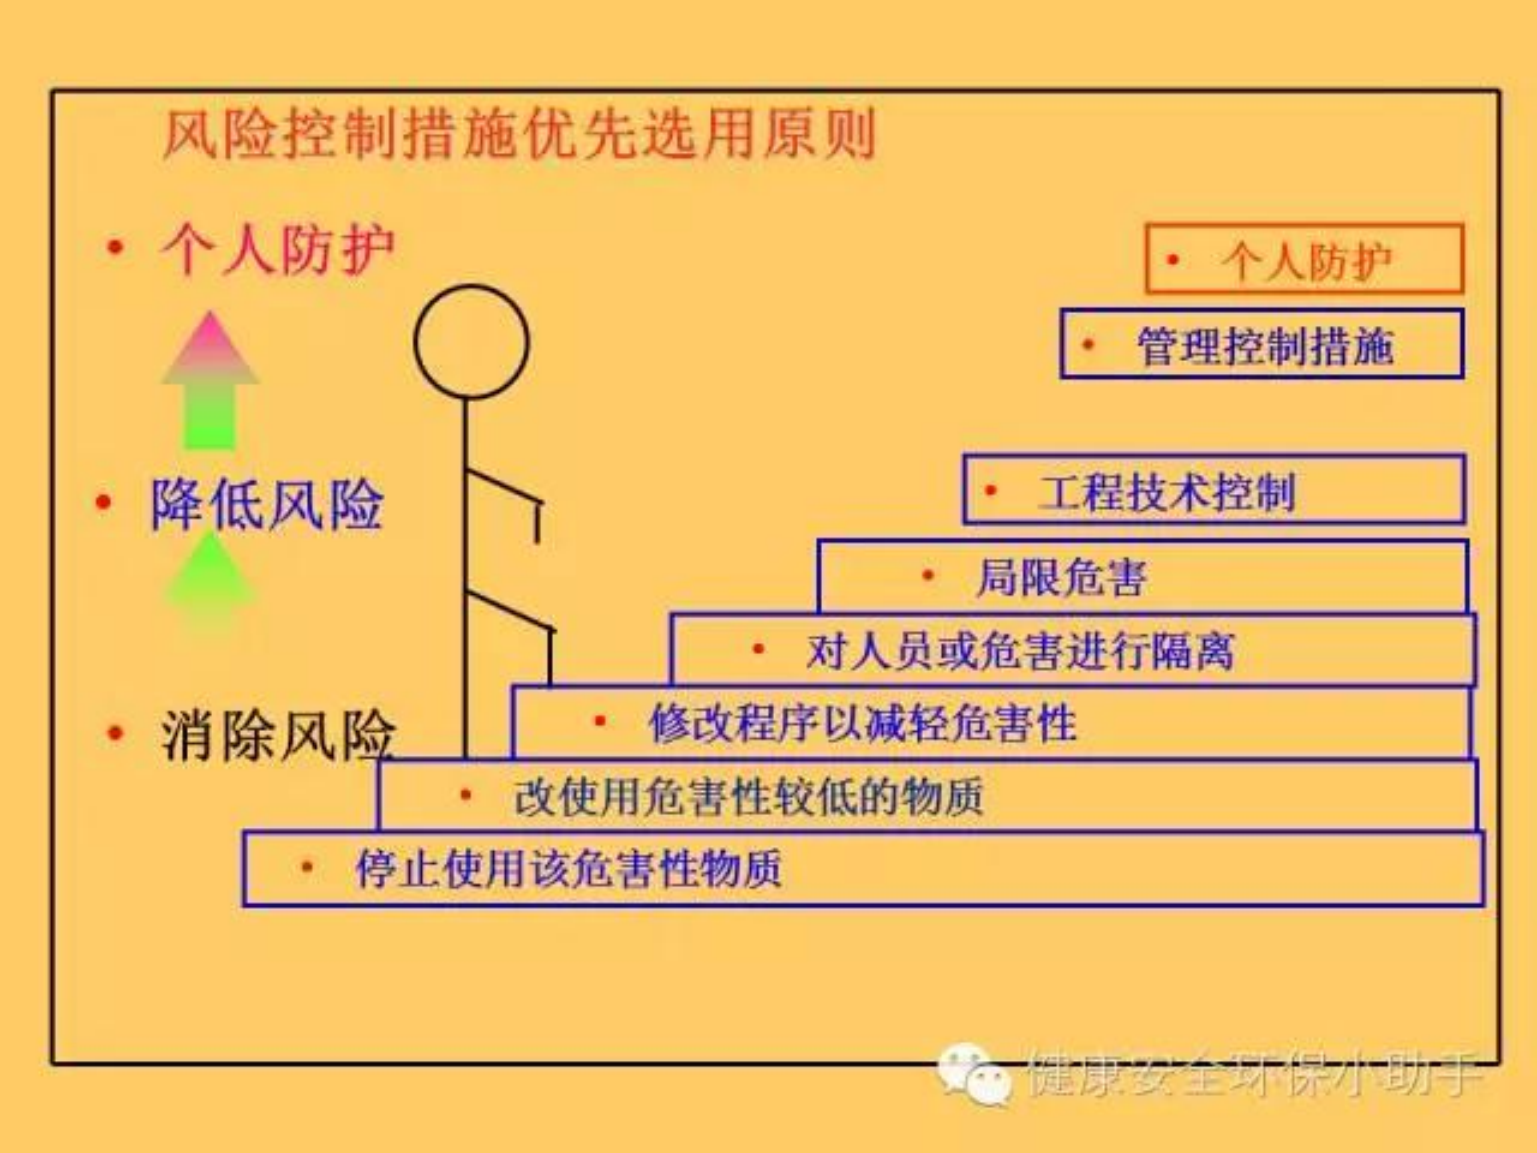 风险控制措施优先选用原则
• 个人防护
• 降低风险
• 消除风险
• 个人防护
• 管理控制措施
• 工程技术控制
• 局限危害
• 对人员或危害进行隔离
• 修改程序以减轻危害性
• 改使用危害性较低的物质
• 停止使用该危害性物质
健康安全环保小助手